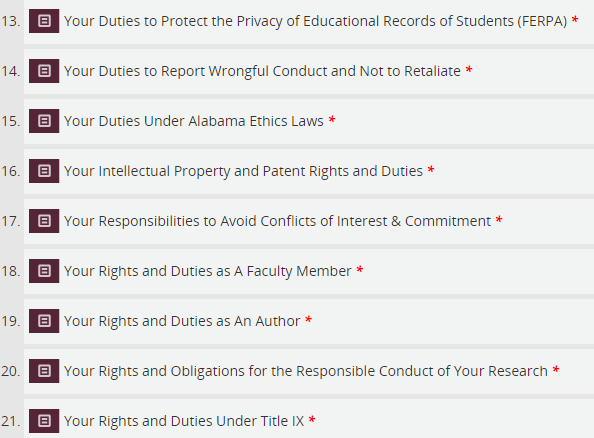 13. Your Duties to Protect the Privacy of Educational Records of Students (FERPA) *
14. Your Duties to Report Wrongful Conduct and Not to Retaliate *
15. Your Duties Under Alabama Ethics Laws *
16. Your Intellectual Property and Patent Rights and Duties *
17. Your Responsibilities to Avoid Conflicts of Interest & Commitment *
18. Your Rights and Duties as A Faculty Member *
19. Your Rights and Duties as An Author *
20. Your Rights and Obligations for the Responsible Conduct of Your Research *
21. Your Rights and Duties Under Title IX *